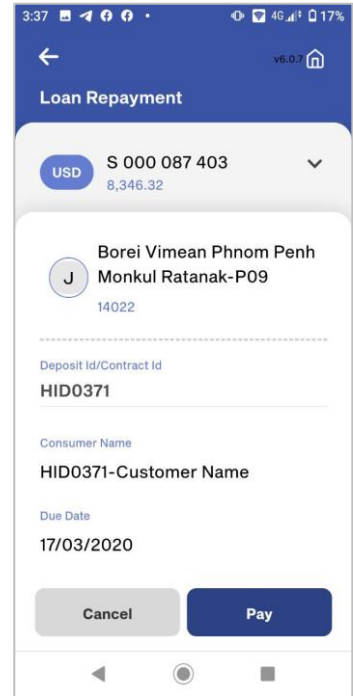 3:37 4G 17%
v6.0.7
Loan Repayment
USD
S 000 087 403
8,346.32
J
Borei Vimean Phnom Penh
Monkul Ratanak-P09
14022
Deposit Id/Contract Id
HID0371
Consumer Name
HID0371-Customer Name
Due Date
17/03/2020
Cancel Pay